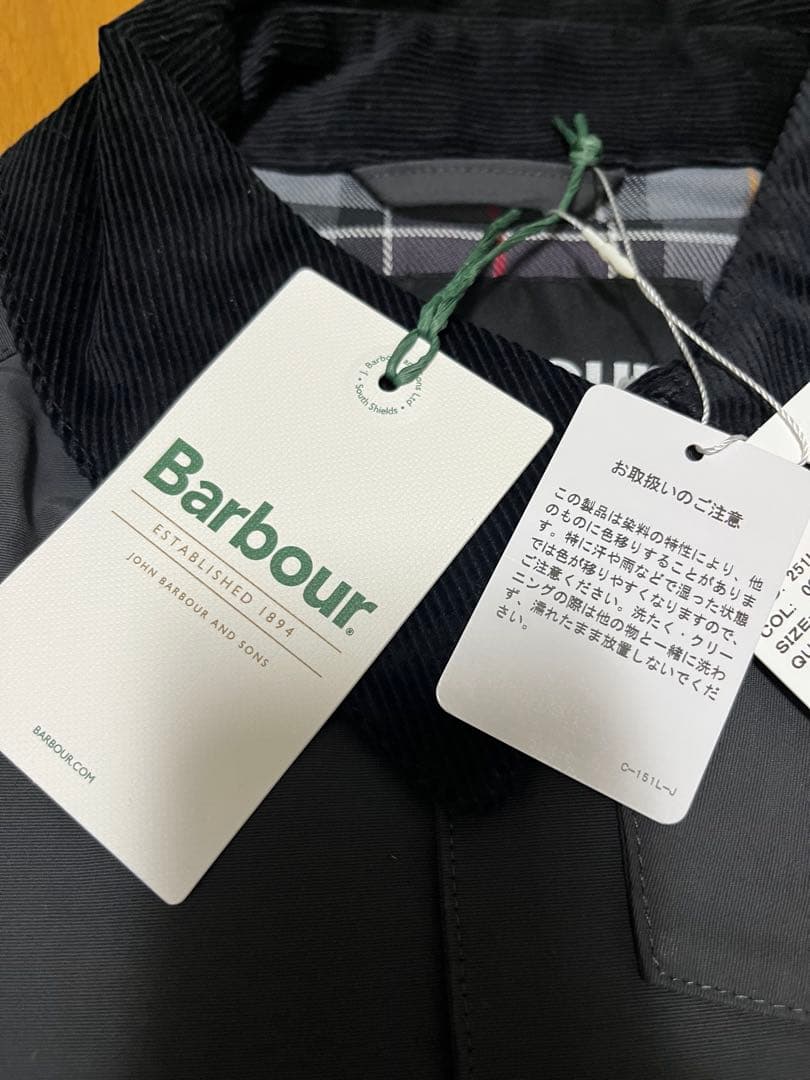 J. Barbour and Sons Ltd • South Shields •
Barbour®
ESTABLISHED 1894
JOHN BARBOUR AND SONS
BARBOUR.COM
お取扱いのご注意
この製品は染料の特性により、他
のものに色移りすることがありま
す。特に汗や雨などで湿った状態
では色が移りやすくなりますので、
ご注意ください。洗たく・クリー
ニングの際は他の物と一緒に洗わ
ず、濡れたまま放置しないでくだ
さい。
C-151L-J
COL:
SIZE